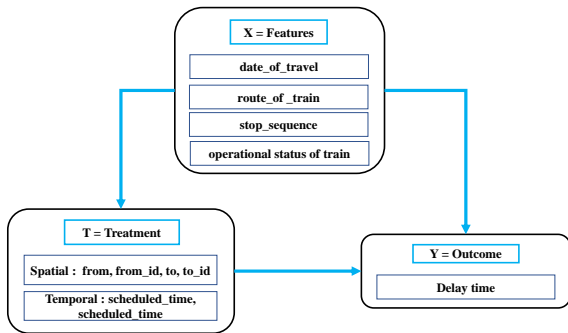 X = Features
date_of_travel
route_of _train
stop_sequence
operational status of train
T = Treatment
Spatial : from, from_id, to, to_id
Temporal : scheduled_time,
scheduled_time
Y = Outcome
Delay time